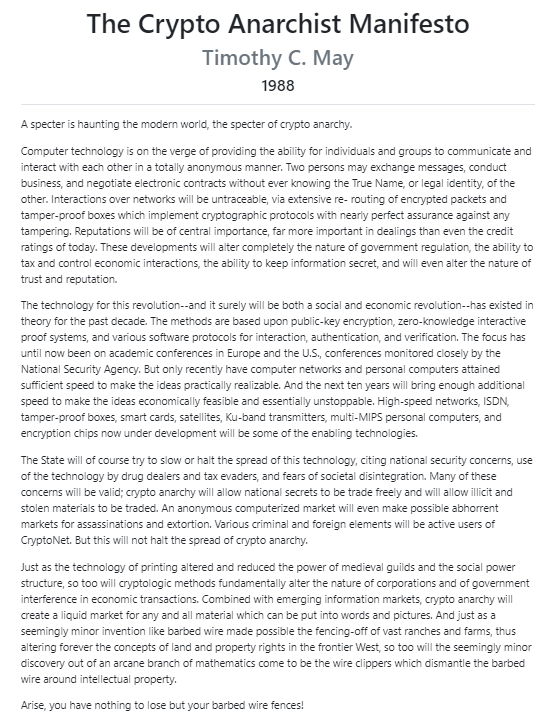 The Crypto Anarchist Manifesto
Timothy C. May
1988
A specter is haunting the modern world, the specter of crypto anarchy.
Computer technology is on the verge of providing the ability for individuals and groups to communicate and
interact with each other in a totally anonymous manner. Two persons may exchange messages, conduct
business, and negotiate electronic contracts without ever knowing the True Name, or legal identity, of the
other. Interactions over networks will be untraceable, via extensive re- routing of encrypted packets and
tamper-proof boxes which implement cryptographic protocols with nearly perfect assurance against any
tampering. Reputations will be of central importance, far more important in dealings than even the credit
ratings of today. These developments will alter completely the nature of government regulation, the ability to
tax and control economic interactions, the ability to keep information secret, and will even alter the nature of
trust and reputation.
The technology for this revolution--and it surely will be both a social and economic revolution--has existed in
theory for the past decade. The methods are based upon public-key encryption, zero-knowledge interactive
proof systems, and various software protocols for interaction, authentication, and verification. The focus has
until now been on academic conferences in Europe and the U.S., conferences monitored closely by the
National Security Agency. But only recently have computer networks and personal computers attained
sufficient speed to make the ideas practically realizable. And the next ten years will bring enough additional
speed to make the ideas economically feasible and essentially unstoppable. High-speed networks, ISDN,
tamper-proof boxes, smart cards, satellites, Ku-band transmitters, multi-MIPS personal computers, and
encryption chips now under development will be some of the enabling technologies.
The State will of course try to slow or halt the spread of this technology, citing national security concerns, use
of the technology by drug dealers and tax evaders, and fears of societal disintegration. Many of these
concerns will be valid; crypto anarchy will allow national secrets to be trade freely and will allow illicit and
stolen materials to be traded. An anonymous computerized market will even make possible abhorrent
markets for assassinations and extortion. Various criminal and foreign elements will be active users of
CryptoNet. But this will not halt the spread of crypto anarchy.
Just as the technology of printing altered and reduced the power of medieval guilds and the social power
structure, so too will cryptologic methods fundamentally alter the nature of corporations and of government
interference in economic transactions. Combined with emerging information markets, crypto anarchy will
create a liquid market for any and all material which can be put into words and pictures. And just as a
seemingly minor invention like barbed wire made possible the fencing-off of vast ranches and farms, thus
altering forever the concepts of land and property rights in the frontier West, so too will the seemingly minor
discovery out of an arcane branch of mathematics come to be the wire clippers which dismantle the barbed
wire around intellectual property.
Arise, you have nothing to lose but your barbed wire fences!